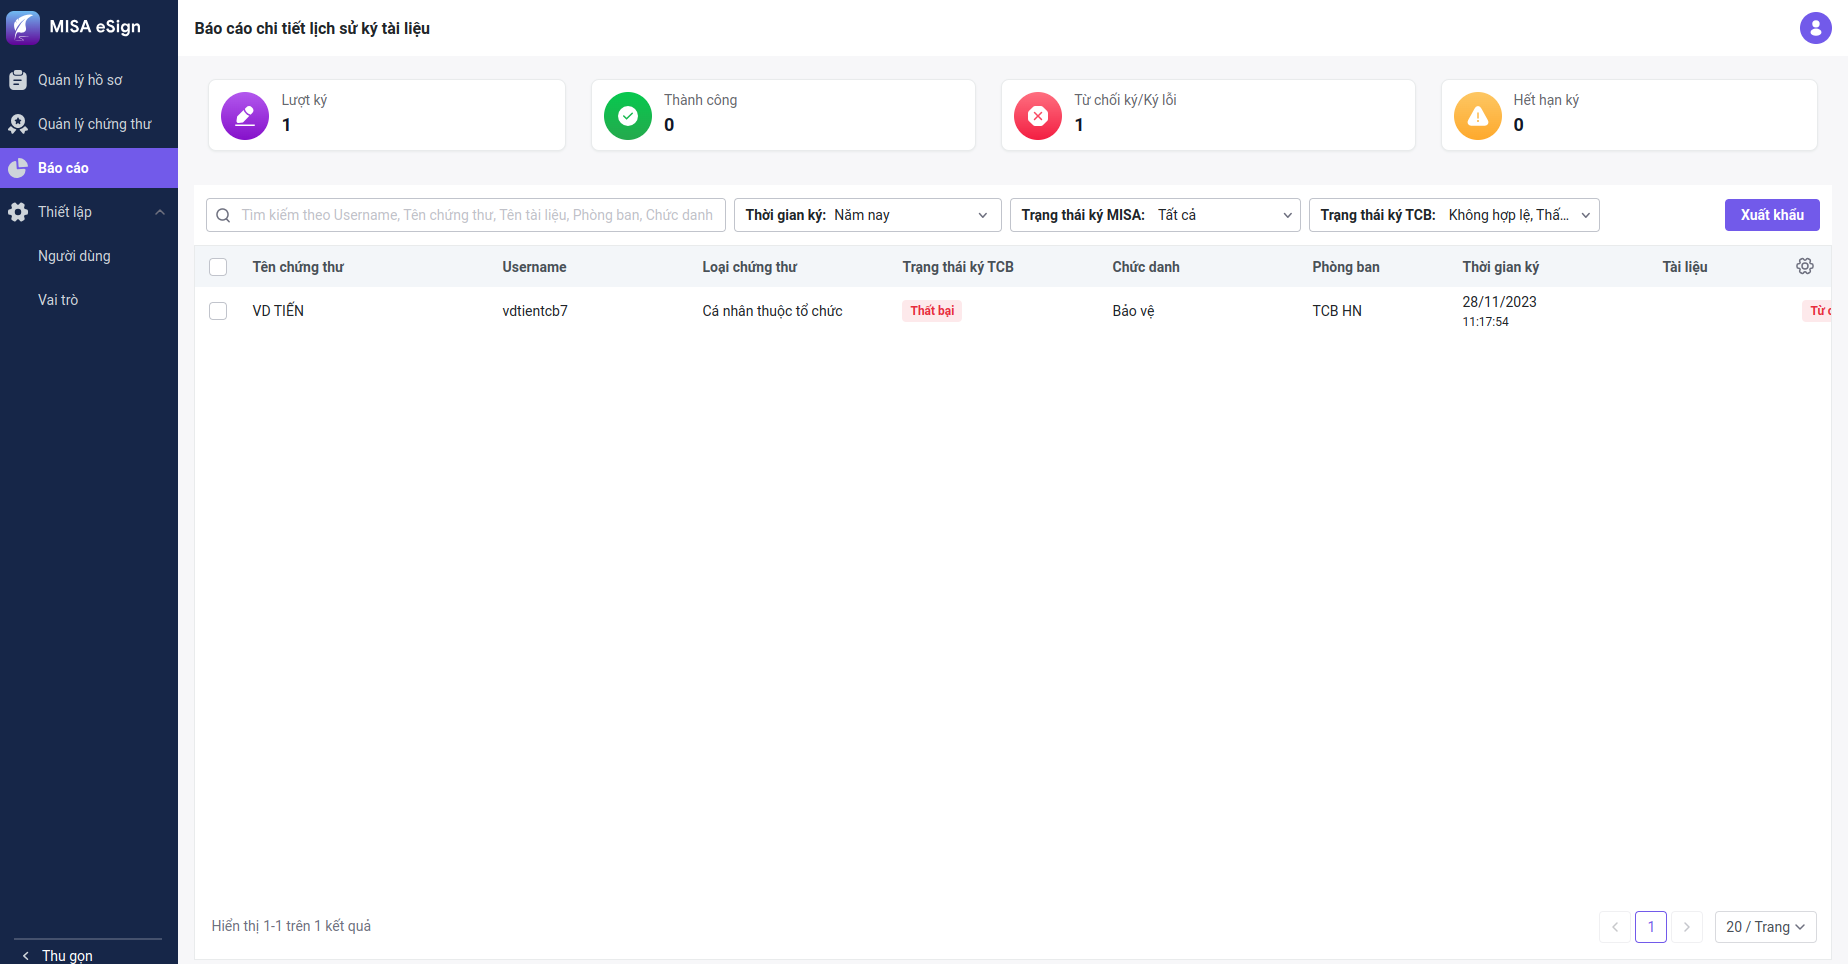 MISA eSign
Quản lý hồ sơ
Quản lý chứng thư
Báo cáo
Thiết lập
Người dùng
Vai trò
Thu gọn
Báo cáo chi tiết lịch sử ký tài liệu
Lượt ký
1
Thành công
0
Từ chối ký/Ký lỗi
1
Hết hạn ký
0
Tìm kiếm theo Username, Tên chứng thư, Tên tài liệu, Phòng ban, Chức danh
Thời gian ký: Năm nay
Trạng thái ký MISA: Tất cả
Trạng thái ký TCB: Không hợp lệ, Thấ...
Xuất khẩu
Tên chứng thư Username Loại chứng thư Trạng thái ký TCB Chức danh Phòng ban Thời gian ký Tài liệu
VD TIẾN vdtientcb7 Cá nhân thuộc tổ chức Thất bại Bảo vệ TCB HN 28/11/2023 Từ
11:17:54
Hiển thị 1-1 trên 1 kết quả
1
20 / Trang